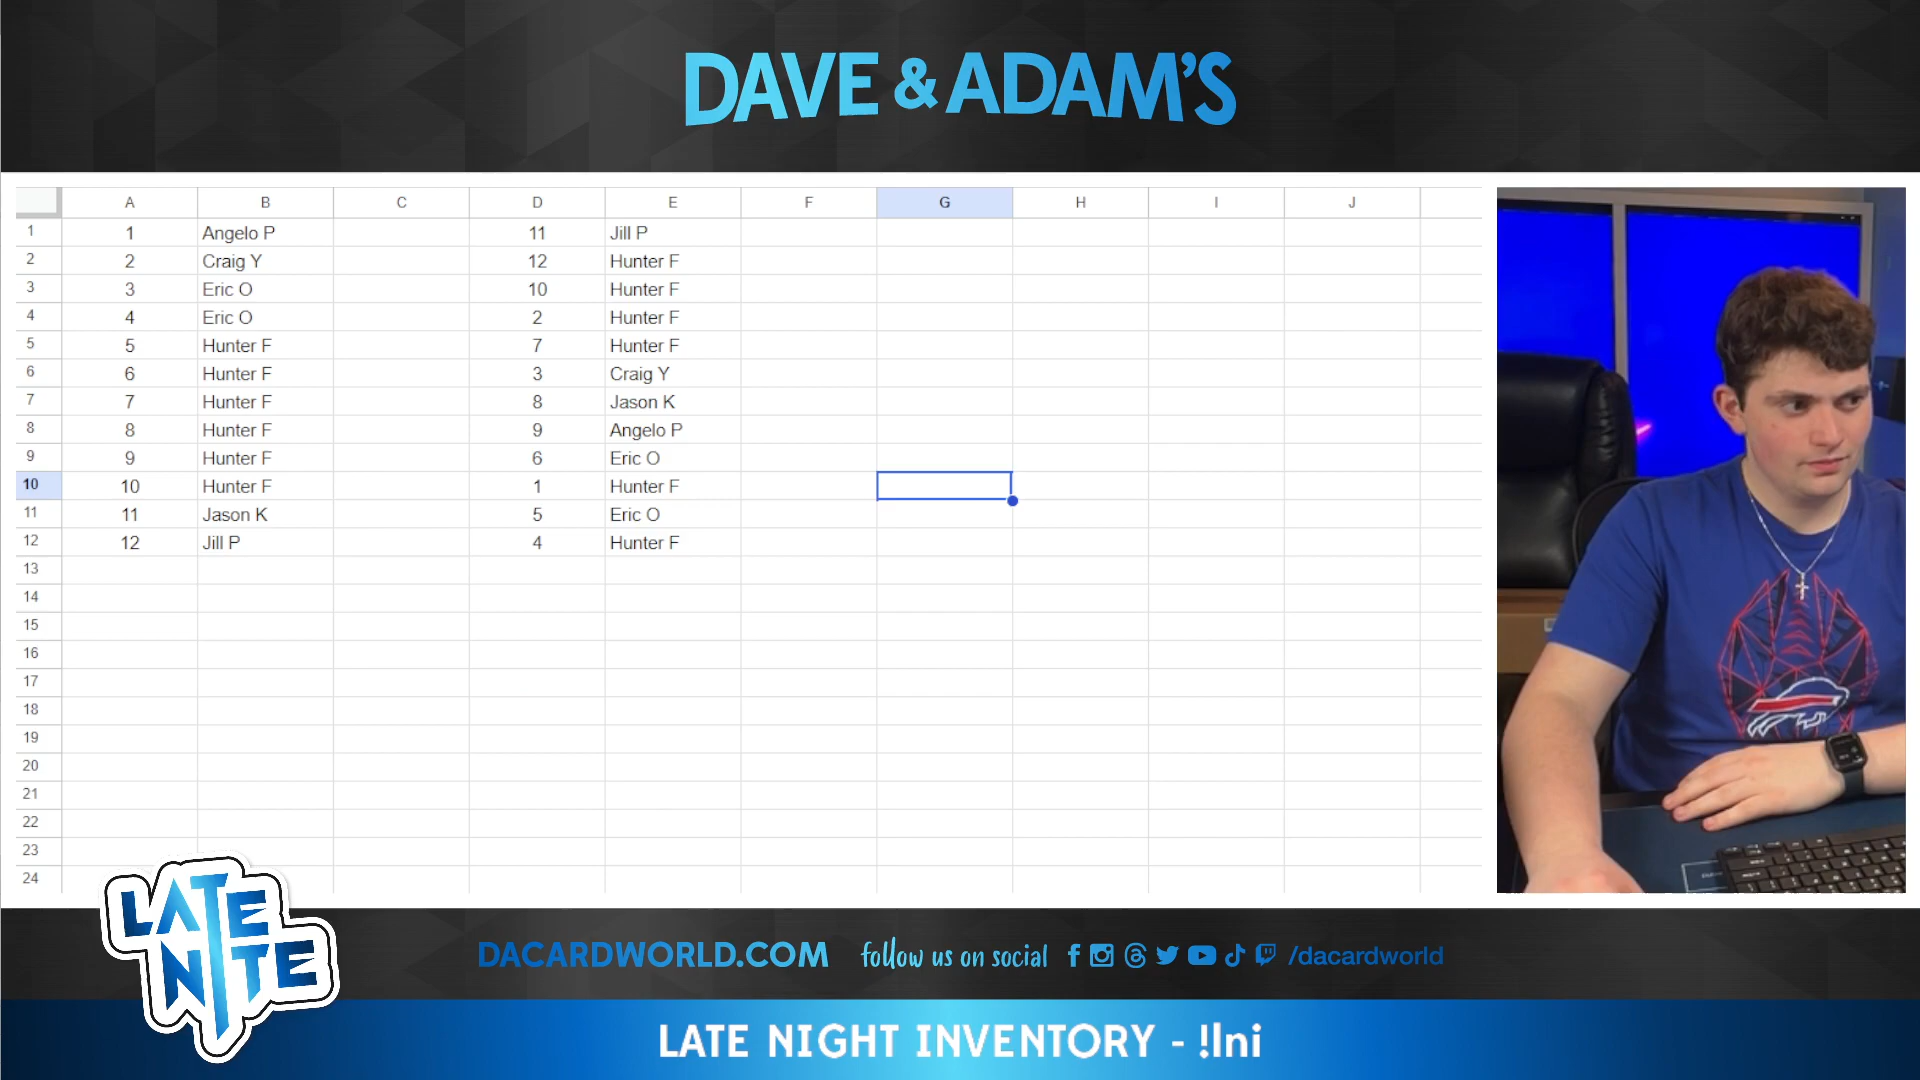 DAVE & ADAM'S
A B C D E F G H I J
1 1 Angelo P 11 Jill P
2 2 Craig Y 12 Hunter F
3 3 Eric O 10 Hunter F
4 4 Eric O 2 Hunter F
5 5 Hunter F 7 Hunter F
6 6 Hunter F 3 Craig Y
7 7 Hunter F 8 Jason K
8 8 Hunter F 9 Angelo P
9 9 Hunter F 6 Eric O
10 10 Hunter F 1 Hunter F
11 11 Jason K 5 Eric O
12 12 Jill P 4 Hunter F
13
14
15
16
17
18
19
20
21
22
23
24
LATE
NITE
DACARDWORLD.COM follow us on social /dacardworld
LATE NIGHT INVENTORY - !lni